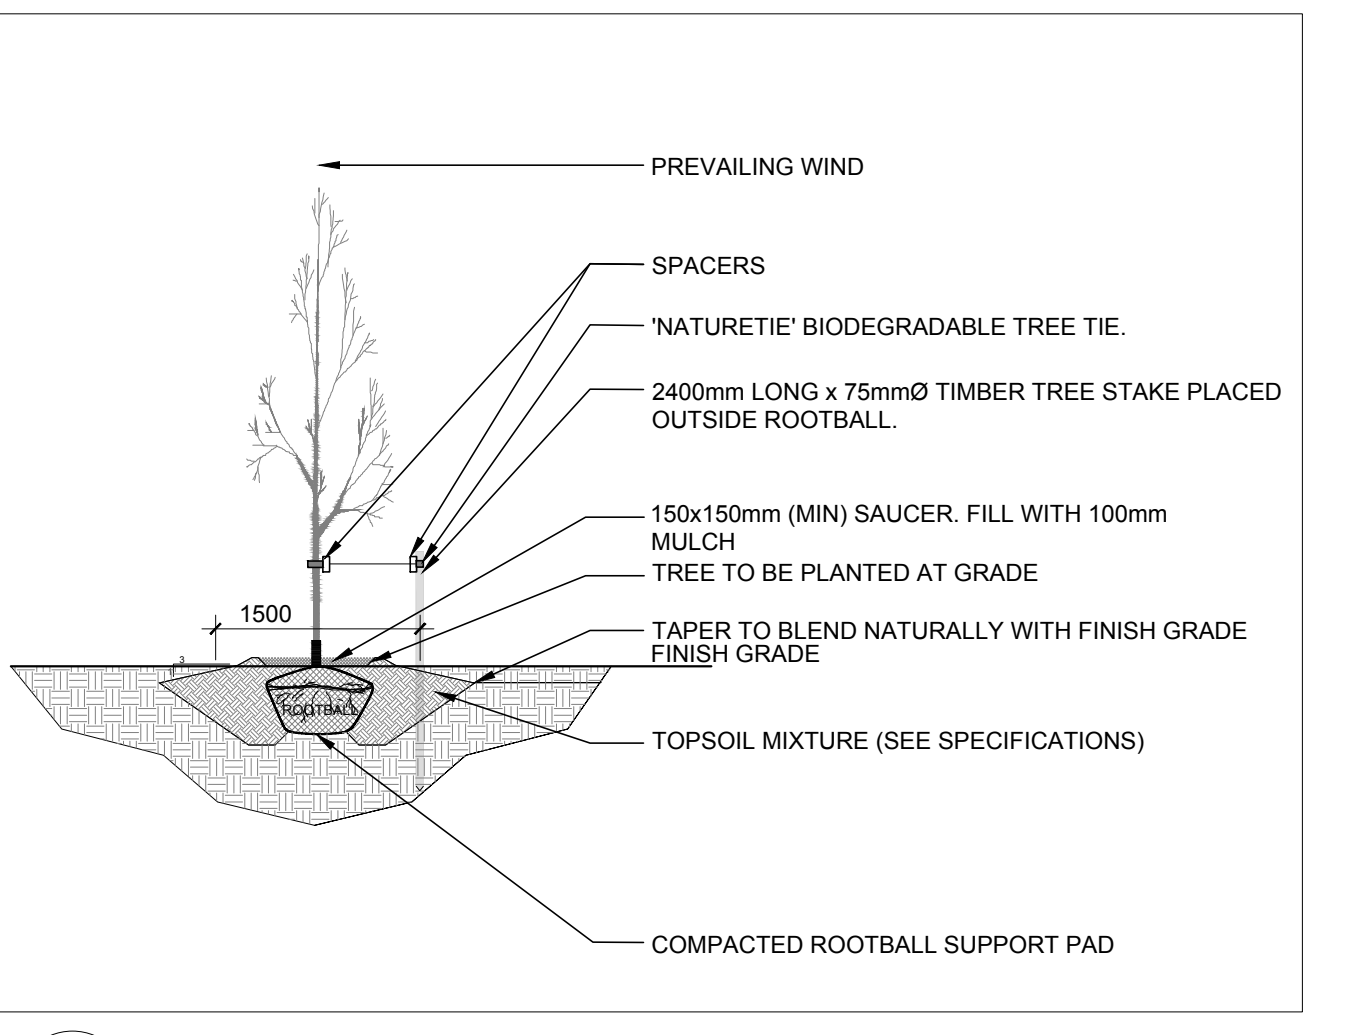 PREVAILING WIND
SPACERS
'NATURETIE' BIODEGRADABLE TREE TIE.
2400mm LONG x 75mmØ TIMBER TREE STAKE PLACED
OUTSIDE ROOTBALL.
150x150mm (MIN) SAUCER. FILL WITH 100mm
MULCH
TREE TO BE PLANTED AT GRADE
1500
TAPER TO BLEND NATURALLY WITH FINISH GRADE
FINISH GRADE
3
1
ROOTBALL
TOPSOIL MIXTURE (SEE SPECIFICATIONS)
COMPACTED ROOTBALL SUPPORT PAD